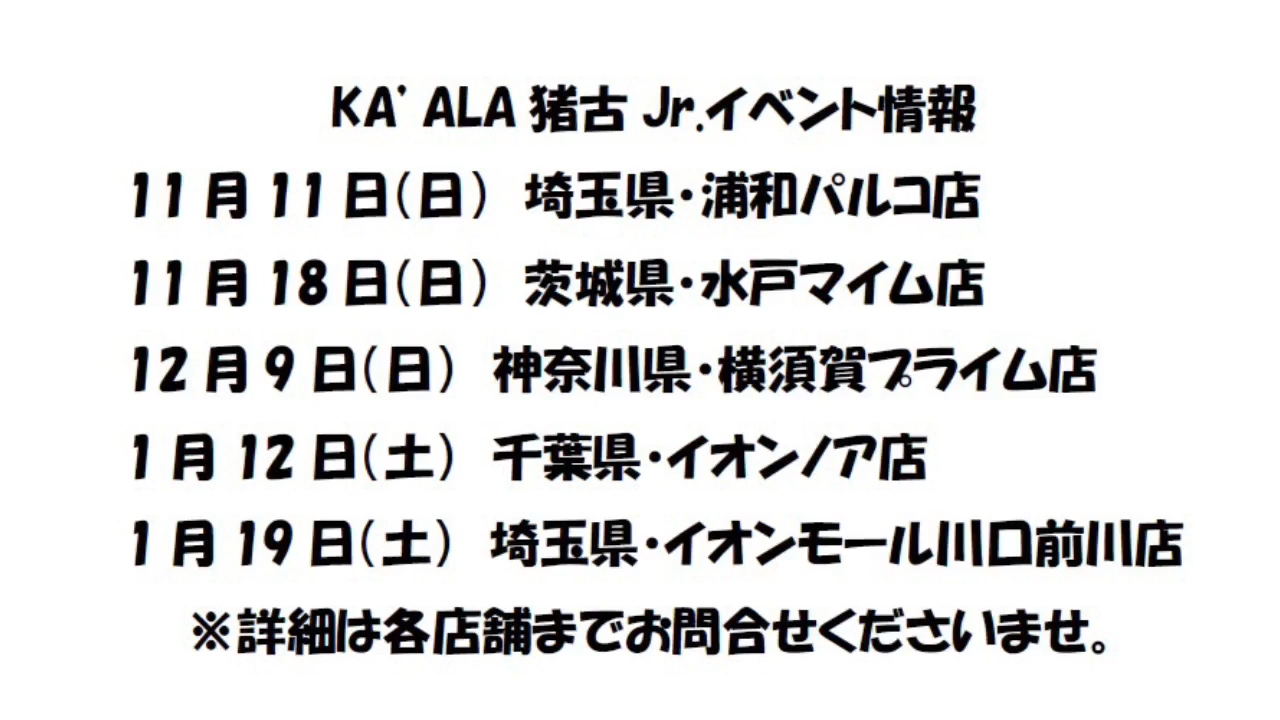 KA’ ALA 猪古 Jr.イベント情報
11月11日(日) 埼玉県・浦和パルコ店
11月18日(日) 茨城県・水戸マイム店
12月9日(日) 神奈川県・横須賀プライム店
1月12日(土) 千葉県・イオンノア店
1月19日(土) 埼玉県・イオンモール川口前川店
※詳細は各店舗までお問合せくださいませ。